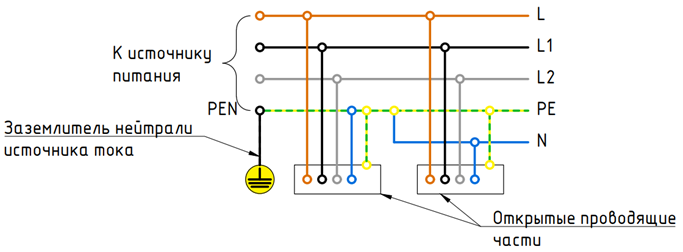 L
К источнику
питания
L1
L2
PEN
PE
Заземлитель нейтрали
источника тока
N
Открытые проводящие
части